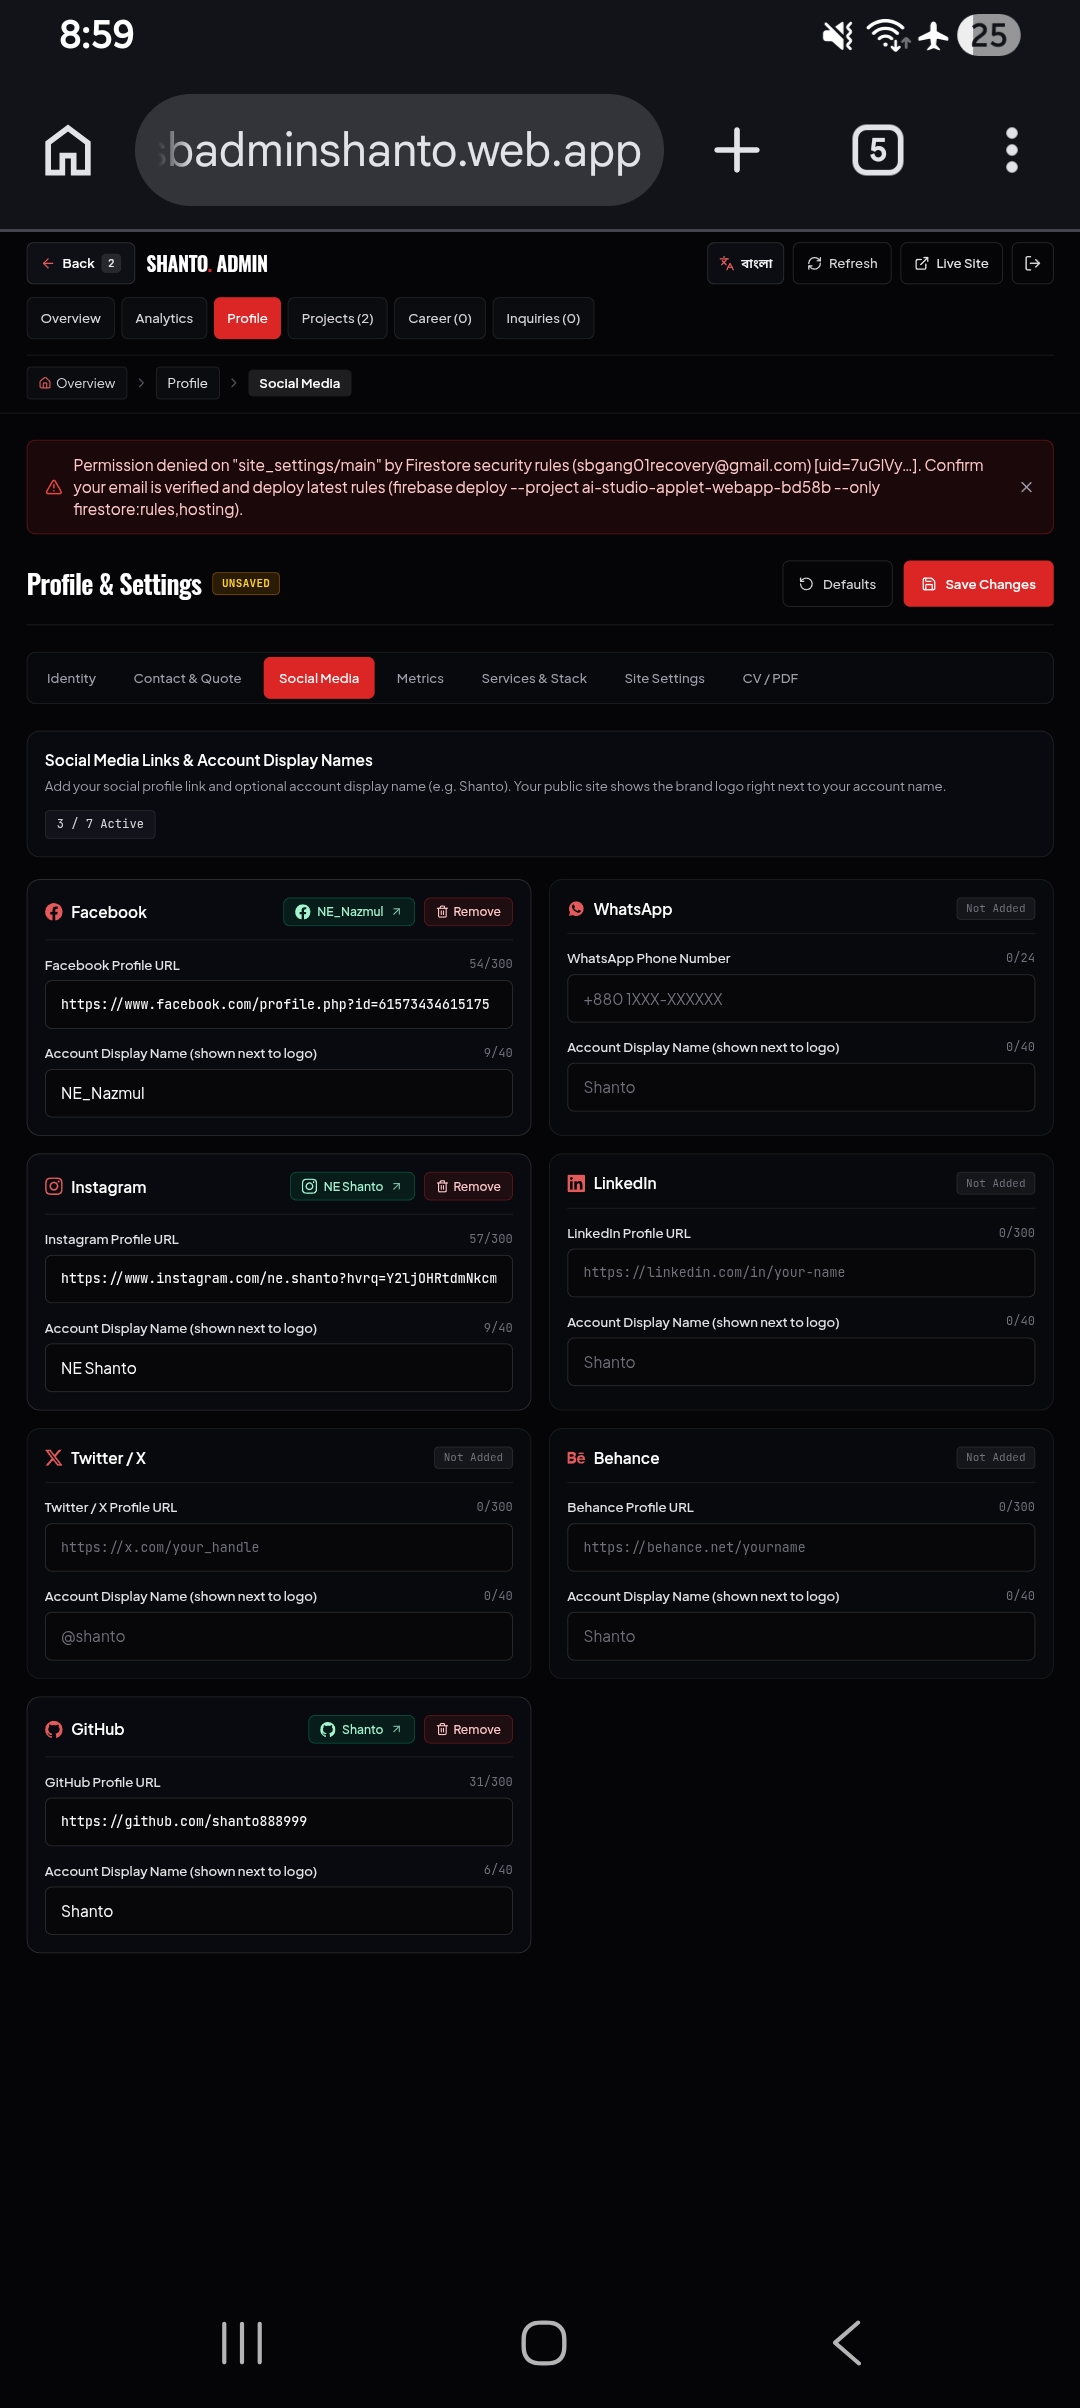 8:59
25
sbadminshanto.web.app
5
Back 2
SHANTO. ADMIN
বাংলা
Refresh
Live Site
Overview
Analytics
Profile
Projects (2)
Career (0)
Inquiries (0)
Overview
Profile
Social Media
Permission denied on "site_settings/main" by Firestore security rules (sbgang01recovery@gmail.com) [uid=7uGlVy…]. Confirm
your email is verified and deploy latest rules (firebase deploy --project ai-studio-applet-webapp-bd58b --only
firestore:rules,hosting).
Profile & Settings
UNSAVED
Defaults
Save Changes
Identity
Contact & Quote
Social Media
Metrics
Services & Stack
Site Settings
CV / PDF
Social Media Links & Account Display Names
Add your social profile link and optional account display name (e.g. Shanto). Your public site shows the brand logo right next to your account name.
3 / 7 Active
Facebook
NE_Nazmul
Remove
Facebook Profile URL
54/300
https://www.facebook.com/profile.php?id=61573434615175
Account Display Name (shown next to logo)
9/40
NE_Nazmul
WhatsApp
Not Added
WhatsApp Phone Number
0/24
+880 1XXX-XXXXXX
Account Display Name (shown next to logo)
0/40
Shanto
Instagram
NE Shanto
Remove
Instagram Profile URL
57/300
https://www.instagram.com/ne.shanto?hvrq=Y2ljOHRtdmNkcm
Account Display Name (shown next to logo)
9/40
NE Shanto
LinkedIn
Not Added
LinkedIn Profile URL
0/300
https://linkedin.com/in/your-name
Account Display Name (shown next to logo)
0/40
Shanto
Twitter / X
Not Added
Twitter / X Profile URL
0/300
https://x.com/your_handle
Account Display Name (shown next to logo)
0/40
@shanto
Behance
Not Added
Behance Profile URL
0/300
https://behance.net/yourname
Account Display Name (shown next to logo)
0/40
Shanto
GitHub
Shanto
Remove
GitHub Profile URL
31/300
https://github.com/shanto888999
Account Display Name (shown next to logo)
6/40
Shanto